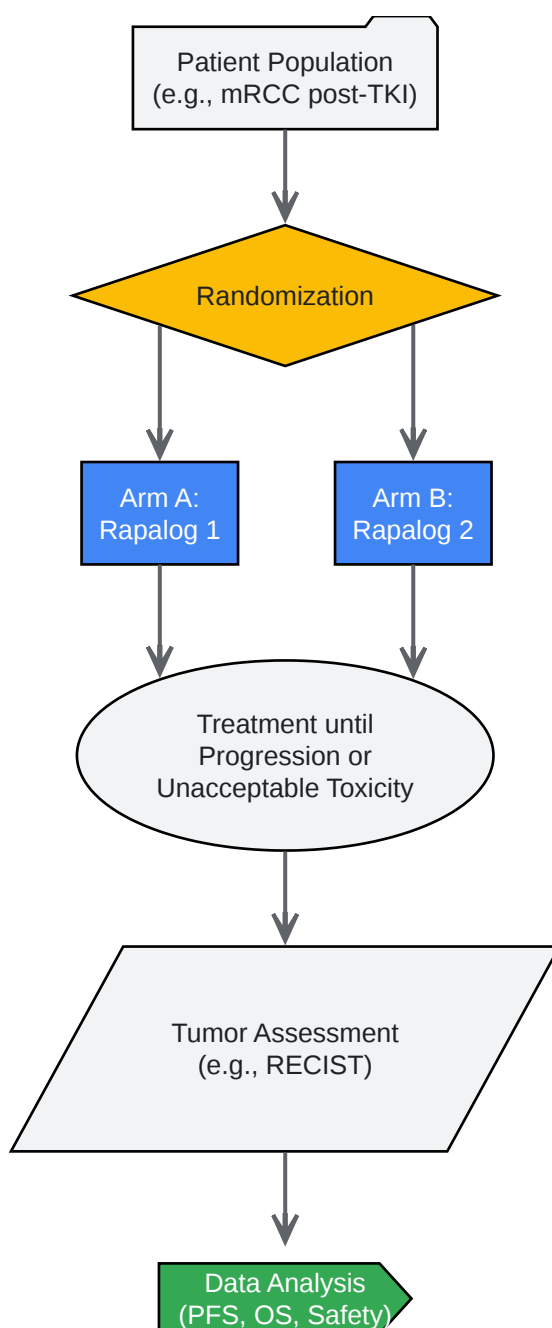 Patient Population
(e.g., mRCC post-TKI)
Randomization
Arm A:
Rapalog 1
Arm B:
Rapalog 2
Treatment until
Progression or
Unacceptable Toxicity
Tumor Assessment
(e.g., RECIST)
Data Analysis
(PFS, OS, Safety)